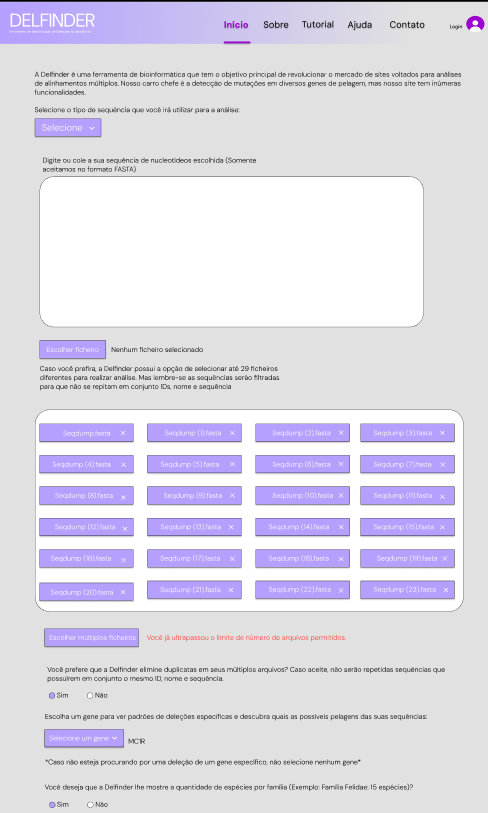 DELFINDER
Início Sobre Tutorial Ajuda Contato Login
A Delfinder é uma ferramenta de bioinformática que tem o objetivo principal de revolucionar o mercado de sites voltados para análises
de alinhamentos múltiplos. Nosso carro chefe é a detecção de mutações em diversos genes de pelagem, mas nosso site tem inúmeras
funcionalidades.
Selecione o tipo de sequência que você irá utilizar para a análise:
Selecione
Digite ou cole a sua sequência de nucleotídeos escolhida (Somente
aceitamos no formato FASTA)
Escolher ficheiro Nenhum ficheiro selecionado
Caso você prefira, a Delfinder possui a opção de selecionar até 29 ficheiros
diferentes para realizar análise. Mas lembre-se as sequências serão filtradas
para que não se repitam em conjunto IDs, nome e sequência
Seqdump.fasta × Seqdump (1).fasta × Seqdump (2).fasta × Seqdump (3).fasta ×
Seqdump (4).fasta × Seqdump (5).fasta × Seqdump (6).fasta × Seqdump (7).fasta ×
Seqdump (8).fasta × Seqdump (9).fasta × Seqdump (10).fasta × Seqdump (11).fasta ×
Seqdump (12).fasta × Seqdump (13).fasta × Seqdump (14).fasta × Seqdump (15).fasta ×
Seqdump (16).fasta × Seqdump (17).fasta × Seqdump (18).fasta × Seqdump (19).fasta ×
Seqdump (20).fasta × Seqdump (21).fasta × Seqdump (22).fasta × Seqdump (23).fasta ×
Escolher múltiplos ficheiros Você já ultrapassou o limite de número de arquivos permitidos.
Você prefere que a Delfinder elimine duplicatas em seus múltiplos arquivos? Caso aceite, não serão repetidas sequências que
possuírem em conjunto o mesmo ID, nome e sequência.
Sim Não
Escolha um gene para ver padrões de deleções específicas e descubra quais as possíveis pelagens das suas sequências:
Selecione um gene MC1R
*Caso não esteja procurando por uma deleção de um gene específico, não selecione nenhum gene*
Você deseja que a Delfinder lhe mostre a quantidade de espécies por família (Exemplo: Família Felidae: 15 espécies)?
Sim Não